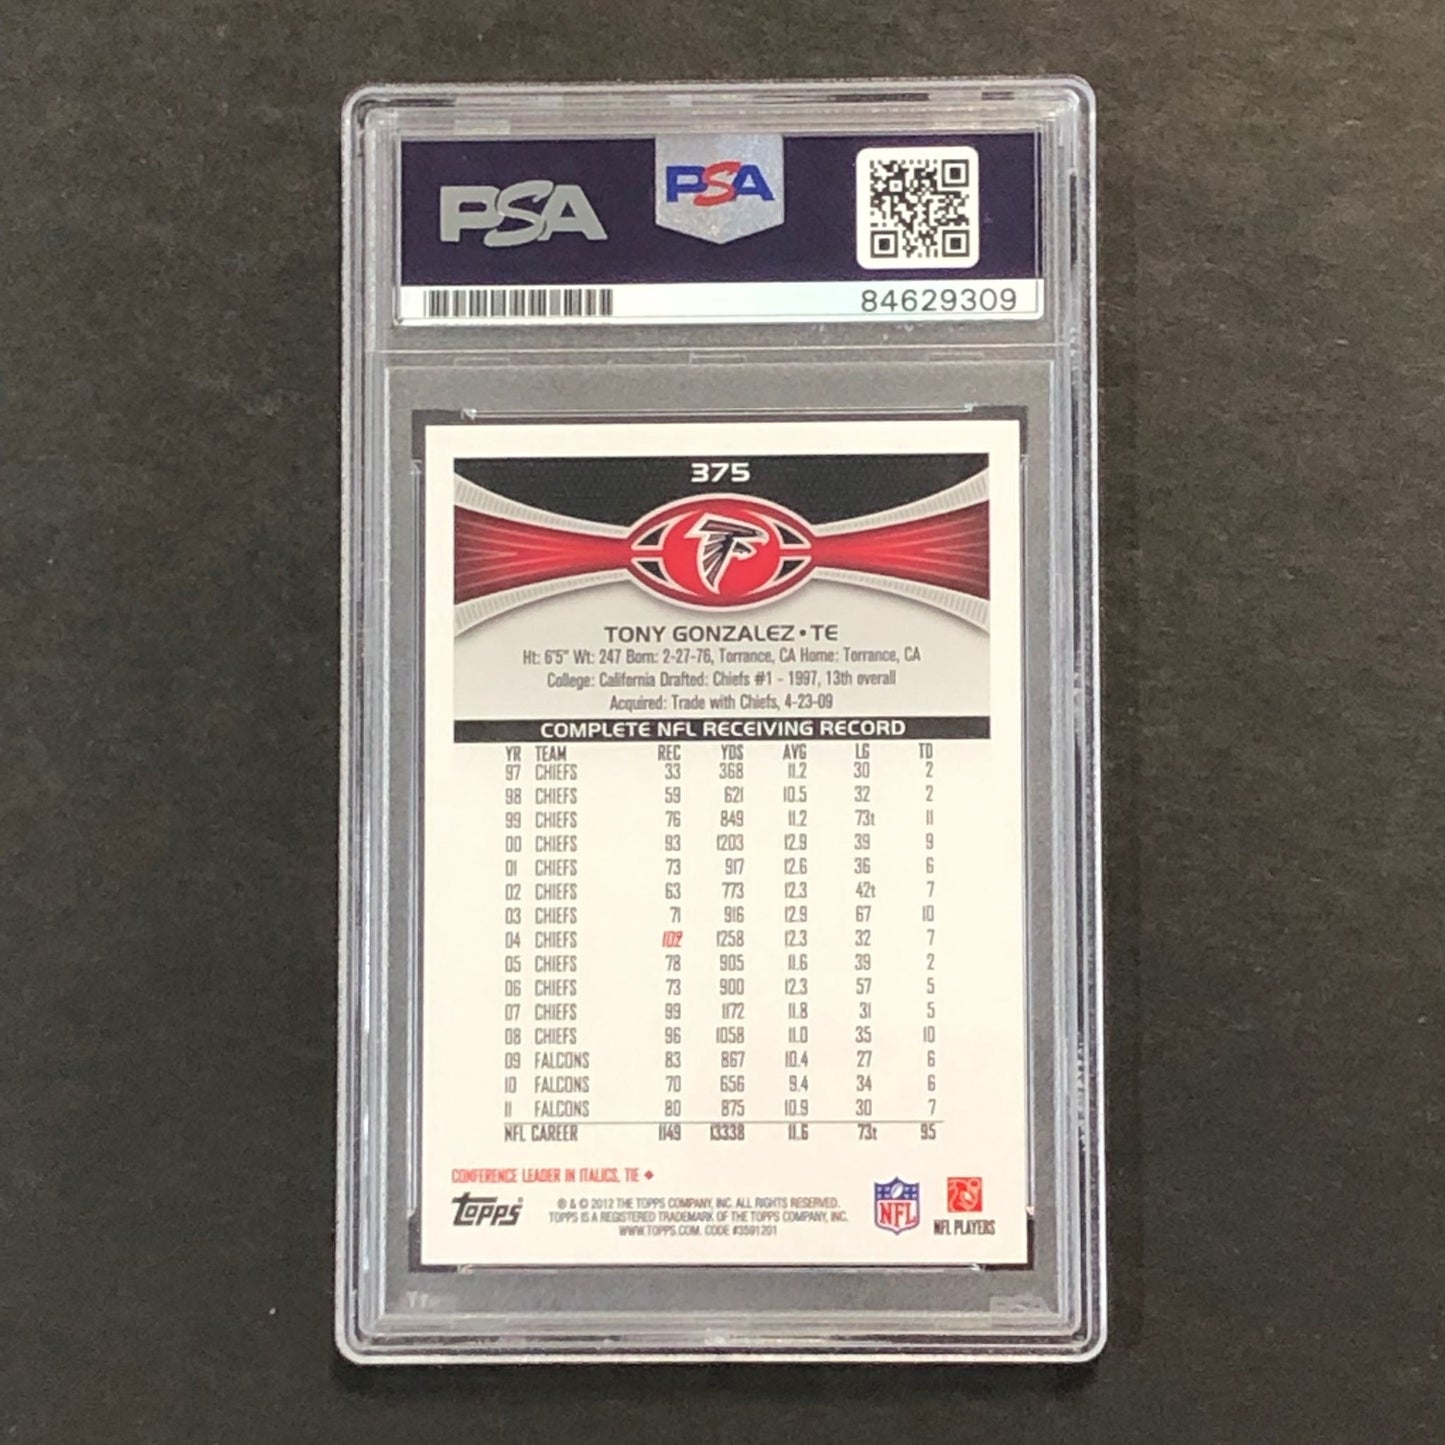 PSA PSA
84629309
375
TONY GONZALEZ • TE
Ht: 6'5" Wt: 247 Born: 2-27-76, Torrance, CA Home: Torrance, CA
College: California Drafted: Chiefs #1 - 1997, 13th overall
Acquired: Trade with Chiefs, 4-23-09
COMPLETE NFL RECEIVING RECORD
YR TEAM REC YDS AVG LG TD
97 CHIEFS 33 368 11.2 30 2
98 CHIEFS 59 621 10.5 32 2
99 CHIEFS 76 849 11.2 73t 11
00 CHIEFS 93 1203 12.9 39 9
01 CHIEFS 73 917 12.6 36 6
02 CHIEFS 63 773 12.3 42t 7
03 CHIEFS 71 916 12.9 67 10
04 CHIEFS 102 1258 12.3 32 7
05 CHIEFS 78 905 11.6 39 2
06 CHIEFS 73 900 12.3 57 5
07 CHIEFS 99 1172 11.8 31 5
08 CHIEFS 96 1058 11.0 35 10
09 FALCONS 83 867 10.4 27 6
10 FALCONS 70 656 9.4 34 6
11 FALCONS 80 875 10.9 30 7
NFL CAREER 1149 13338 11.6 73t 95
CONFERENCE LEADER IN ITALICS, TIE ♦
Topps
® & © 2012 THE TOPPS COMPANY, INC. ALL RIGHTS RESERVED.
TOPPS IS A REGISTERED TRADEMARK OF THE TOPPS COMPANY, INC.
WWW.TOPPS.COM. CODE #3591201
NFL
NFL PLAYERS
PSA